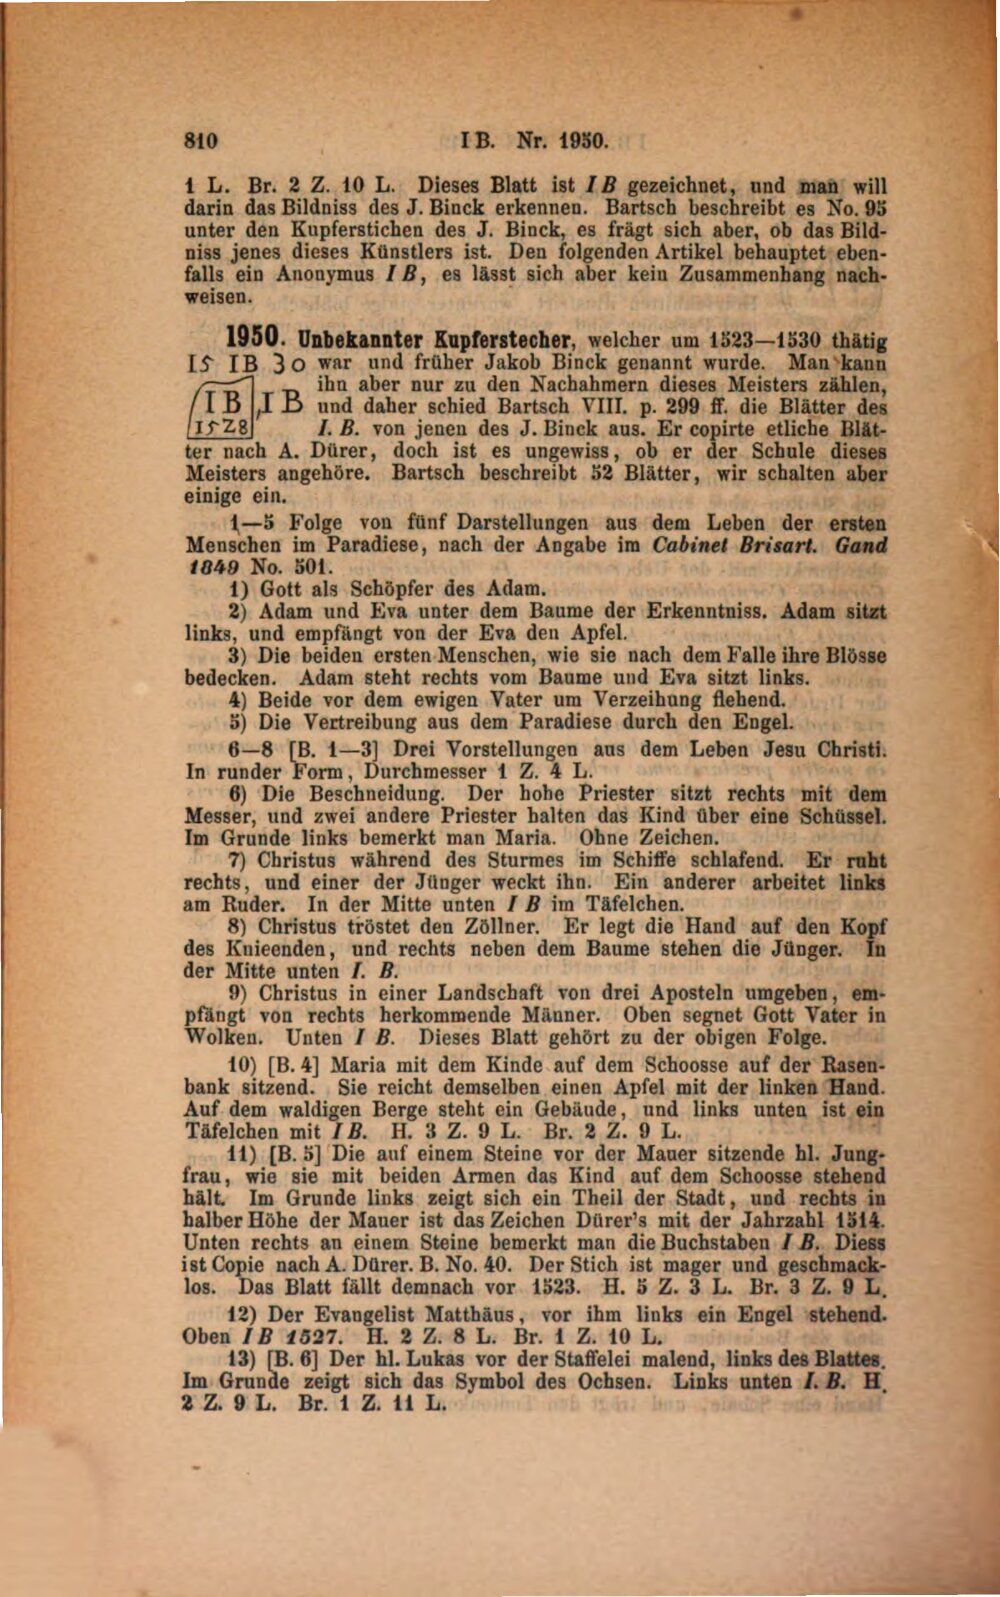 810 I B. Nr. 1950.
1 L. Br. 2 Z. 10 L. Dieses Blatt ist I B gezeichnet, und man will
darin das Bildniss des J. Binck erkennen. Bartsch beschreibt es No. 95
unter den Kupferstichen des J. Binck, es frägt sich aber, ob das Bild-
niss jenes dieses Künstlers ist. Den folgenden Artikel behauptet eben-
falls ein Anonymus I B, es lässt sich aber kein Zusammenhang nach-
weisen.
1950. Unbekannter Kupferstecher, welcher um 1523—1530 thätig
15 IB 30 war und früher Jakob Binck genannt wurde. Man kann
ihn aber nur zu den Nachahmern dieses Meisters zählen,
IB , I B und daher schied Bartsch VIII. p. 299 ff. die Blätter des
1528 I. B. von jenen des J. Binck aus. Er copirte etliche Blät-
ter nach A. Dürer, doch ist es ungewiss, ob er der Schule dieses
Meisters angehöre. Bartsch beschreibt 52 Blätter, wir schalten aber
einige ein.
1—5 Folge von fünf Darstellungen aus dem Leben der ersten
Menschen im Paradiese, nach der Angabe im Cabinet Brisart. Gand
1849 No. 501.
1) Gott als Schöpfer des Adam.
2) Adam und Eva unter dem Baume der Erkenntniss. Adam sitzt
links, und empfängt von der Eva den Apfel.
3) Die beiden ersten Menschen, wie sie nach dem Falle ihre Blösse
bedecken. Adam steht rechts vom Baume und Eva sitzt links.
4) Beide vor dem ewigen Vater um Verzeihung flehend.
5) Die Vertreibung aus dem Paradiese durch den Engel.
6—8 [B. 1—3] Drei Vorstellungen aus dem Leben Jesu Christi.
In runder Form, Durchmesser 1 Z. 4 L.
6) Die Beschneidung. Der hohe Priester sitzt rechts mit dem
Messer, und zwei andere Priester halten das Kind über eine Schüssel.
Im Grunde links bemerkt man Maria. Ohne Zeichen.
7) Christus während des Sturmes im Schiffe schlafend. Er ruht
rechts, und einer der Jünger weckt ihn. Ein anderer arbeitet links
am Ruder. In der Mitte unten I B im Täfelchen.
8) Christus tröstet den Zöllner. Er legt die Hand auf den Kopf
des Knieenden, und rechts neben dem Baume stehen die Jünger. In
der Mitte unten I. B.
9) Christus in einer Landschaft von drei Aposteln umgeben, em-
pfängt von rechts herkommende Männer. Oben segnet Gott Vater in
Wolken. Unten I B. Dieses Blatt gehört zu der obigen Folge.
10) [B. 4] Maria mit dem Kinde auf dem Schoosse auf der Rasen-
bank sitzend. Sie reicht demselben einen Apfel mit der linken Hand.
Auf dem waldigen Berge steht ein Gebäude, und links unten ist ein
Täfelchen mit I B. H. 3 Z. 9 L. Br. 2 Z. 9 L.
11) [B. 5] Die auf einem Steine vor der Mauer sitzende hl. Jung-
frau, wie sie mit beiden Armen das Kind auf dem Schoosse stehend
hält. Im Grunde links zeigt sich ein Theil der Stadt, und rechts in
halber Höhe der Mauer ist das Zeichen Dürer's mit der Jahrzahl 1514.
Unten rechts an einem Steine bemerkt man die Buchstaben I B. Diess
ist Copie nach A. Dürer. B. No. 40. Der Stich ist mager und geschmack-
los. Das Blatt fällt demnach vor 1523. H. 5 Z. 3 L. Br. 3 Z. 9 L.
12) Der Evangelist Matthäus, vor ihm links ein Engel stehend.
Oben I B 1527. H. 2 Z. 8 L. Br. 1 Z. 10 L.
13) [B. 6] Der hl. Lukas vor der Staffelei malend, links des Blattes.
Im Grunde zeigt sich das Symbol des Ochsen. Links unten I. B. H.
2 Z. 9 L. Br. 1 Z. 11 L.